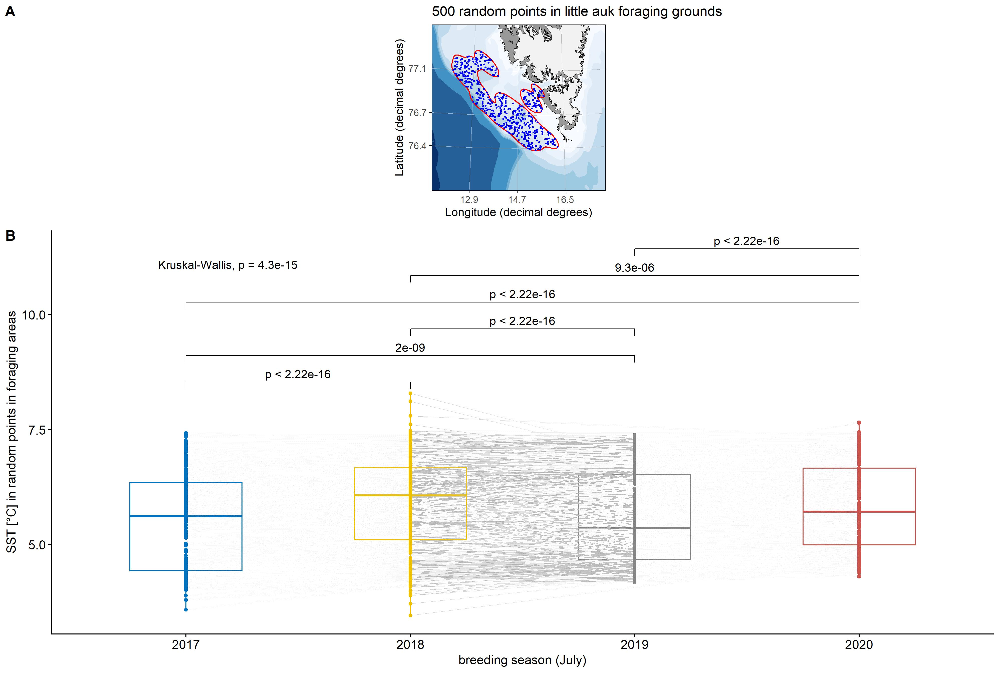 A
500 random points in little auk foraging grounds
Latitude (decimal degrees)
77.1
76.7
76.4
12.9 14.7 16.5
Longitude (decimal degrees)
B
p < 2.22e-16
Kruskal-Wallis, p = 4.3e-15
9.3e-06
p < 2.22e-16
p < 2.22e-16
2e-09
p < 2.22e-16
SST [°C] in random points in foraging areas
10.0
7.5
5.0
2017 2018 2019 2020
breeding season (July)